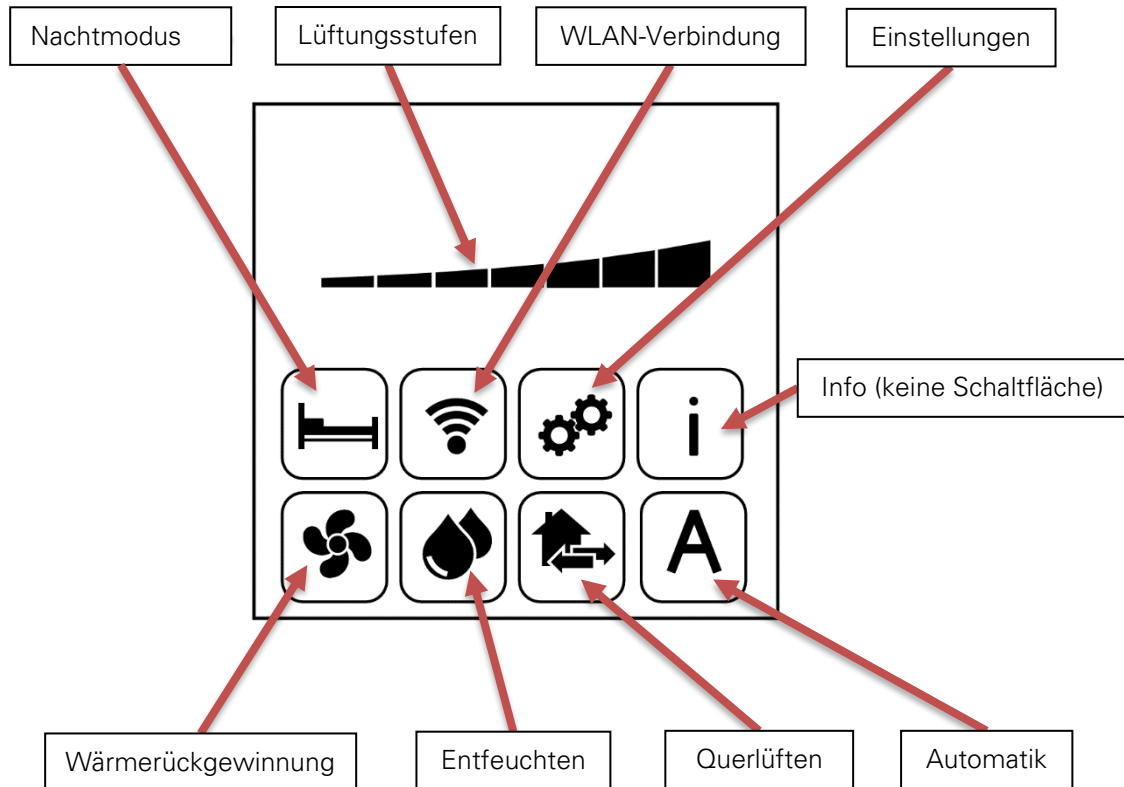 Nachtmodus
Lüftungsstufen
WLAN-Verbindung
Einstellungen
i
Info (keine Schaltfläche)
A
Wärmerückgewinnung
Entfeuchten
Querlüften
Automatik